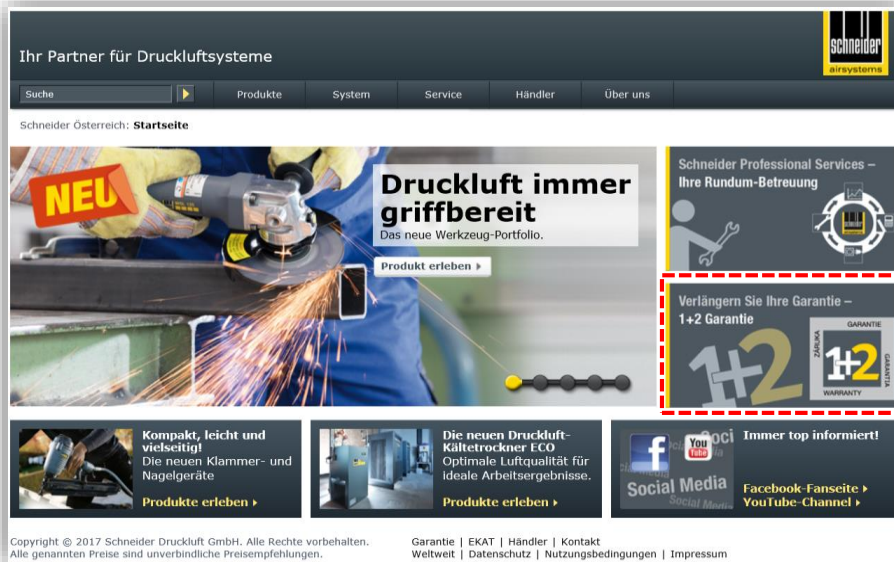 Ihr Partner für Druckluftsysteme
schneider
airsystems
Suche
Produkte
System
Service
Händler
Über uns
Schneider Österreich: Startseite
NEU
Druckluft immer
griffbereit
Das neue Werkzeug-Portfolio.
Produkt erleben
Schneider Professional Services –
Ihre Rundum-Betreuung
Verlängern Sie Ihre Garantie –
1+2 Garantie
1+2
GARANTIE
ZÁRUKA
1+2
GARANTIA
WARRANTY
Kompakt, leicht und
vielseitig!
Die neuen Klammer- und
Nagelgeräte
Produkte erleben
Die neuen Druckluft-
Kältetrockner ECO
Optimale Luftqualität für
ideale Arbeitsergebnisse.
Produkte erleben
Soci
You
Tube
f
Social Media
Social Media
Immer top informiert!
Facebook-Fanseite
YouTube-Channel
Copyright © 2017 Schneider Druckluft GmbH. Alle Rechte vorbehalten.
Alle genannten Preise sind unverbindliche Preisempfehlungen.
Garantie | EKAT | Händler | Kontakt
Weltweit | Datenschutz | Nutzungsbedingungen | Impressum